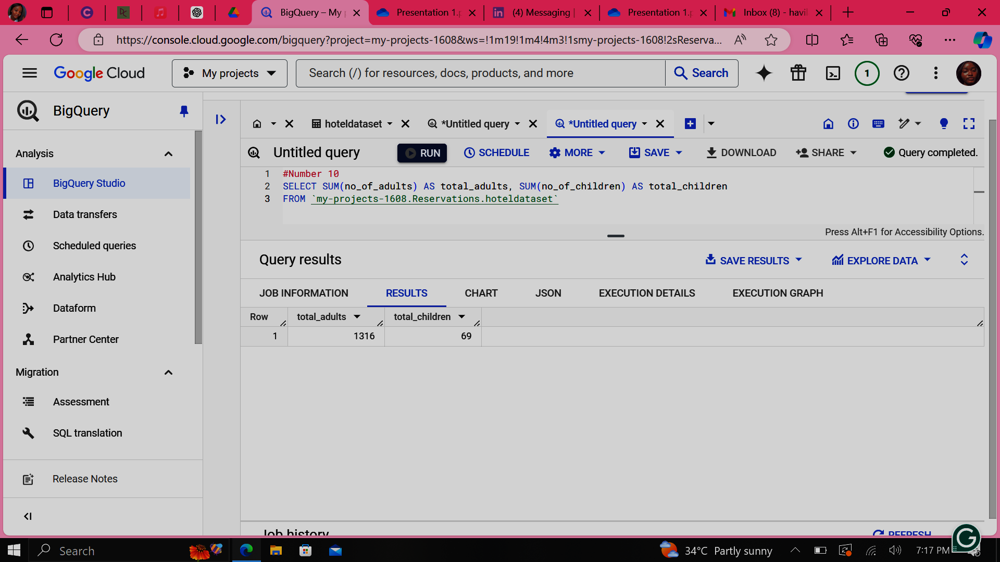 BigQuery – My p
Presentation 1.p
(4) Messaging |
Presentation 1.p
Inbox (8) - havil
https://console.cloud.google.com/bigquery?project=my-projects-1608&ws=!1m19!1m4!4m3!1smy-projects-1608!2sReserva...
Google Cloud
My projects
Search (/) for resources, docs, products, and more
Search
1
BigQuery
hoteldataset
*Untitled query
*Untitled query
Analysis
Untitled query
RUN
SCHEDULE
MORE
SAVE
DOWNLOAD
SHARE
Query completed.
BigQuery Studio
Data transfers
Scheduled queries
Analytics Hub
Dataform
Partner Center
Migration
Assessment
SQL translation
Release Notes
1 #Number 10
2 SELECT SUM(no_of_adults) AS total_adults, SUM(no_of_children) AS total_children
3 FROM `my-projects-1608.Reservations.hoteldataset`
Press Alt+F1 for Accessibility Options.
Query results
SAVE RESULTS
EXPLORE DATA
JOB INFORMATION
RESULTS
CHART
JSON
EXECUTION DETAILS
EXECUTION GRAPH
Row total_adults total_children
1 1316 69
Job history
REFRESH
Search
34°C Partly sunny
7:17 PM